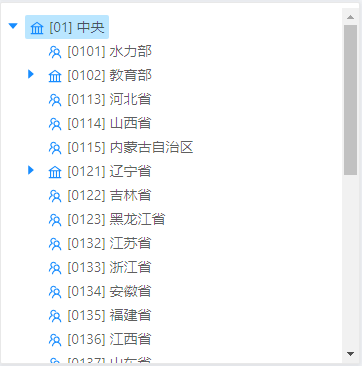 [01] 中央
[0101] 水力部
[0102] 教育部
[0113] 河北省
[0114] 山西省
[0115] 内蒙古自治区
[0121] 辽宁省
[0122] 吉林省
[0123] 黑龙江省
[0132] 江苏省
[0133] 浙江省
[0134] 安徽省
[0135] 福建省
[0136] 江西省
[0137] 山东省